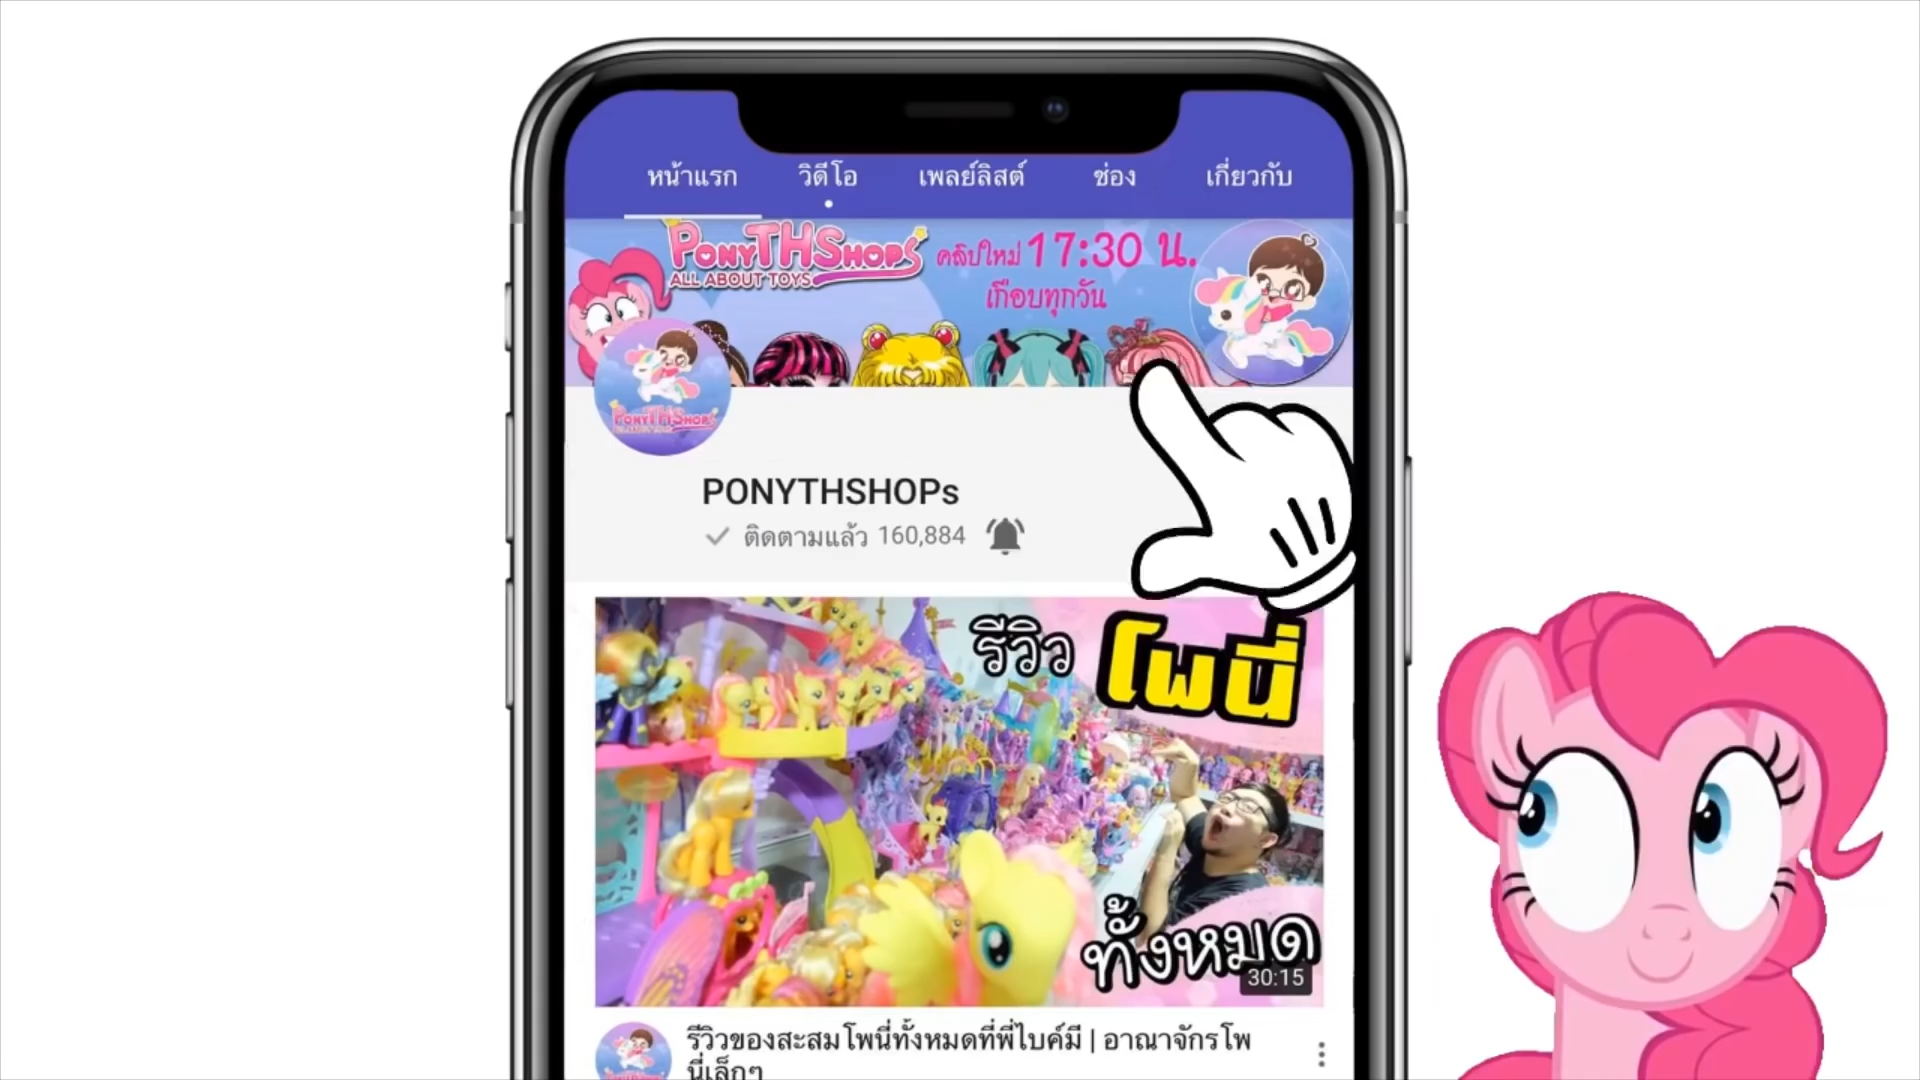 หน้าแรก วิดีโอ เพลย์ลิสต์ ช่อง เกี่ยวกับ
PONYTHSHOPS
ALL ABOUT TOYS
คลิปใหม่ 17:30 น.
เกือบทุกวัน
PONYTHSHOPS
PONYTHSHOPs
ติดตามแล้ว 160,884
รีวิว โพนี่
ทั้งหมด
30:15
รีวิวของสะสมโพนี่ทั้งหมดที่พี่ไบค์มี | อาณาจักรโพ
นี่เล็กๆ